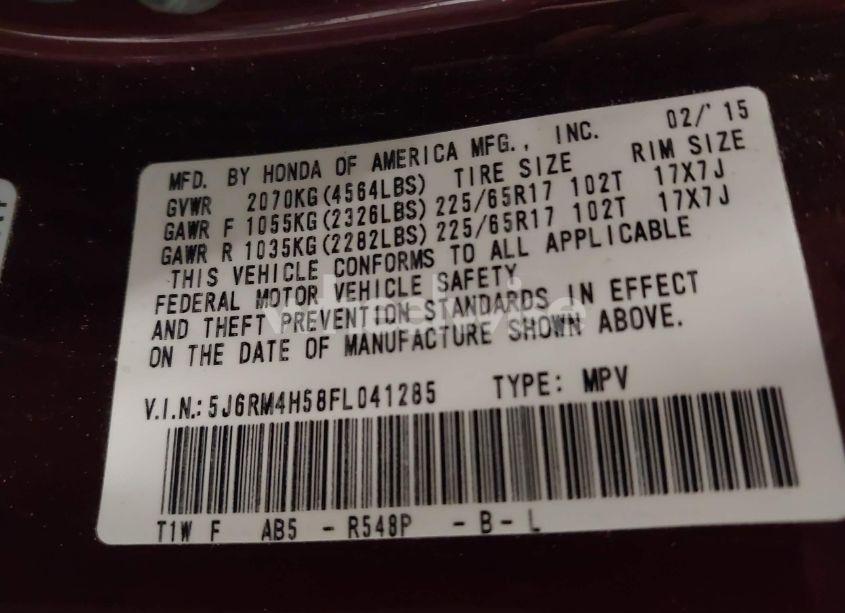 MFD. BY HONDA OF AMERICA MFG., INC. 02/'15
GVWR 2070KG(4564LBS) TIRE SIZE RIM SIZE
GAWR F 1055KG(2326LBS) 225/65R17 102T 17X7J
GAWR R 1035KG(2282LBS) 225/65R17 102T 17X7J
THIS VEHICLE CONFORMS TO ALL APPLICABLE
FEDERAL MOTOR VEHICLE SAFETY
AND THEFT PREVENTION STANDARDS IN EFFECT
ON THE DATE OF MANUFACTURE SHOWN ABOVE.
V.I.N.: 5J6RM4H58FL041285 TYPE: MPV
T1W F AB5 - R548P - B - L